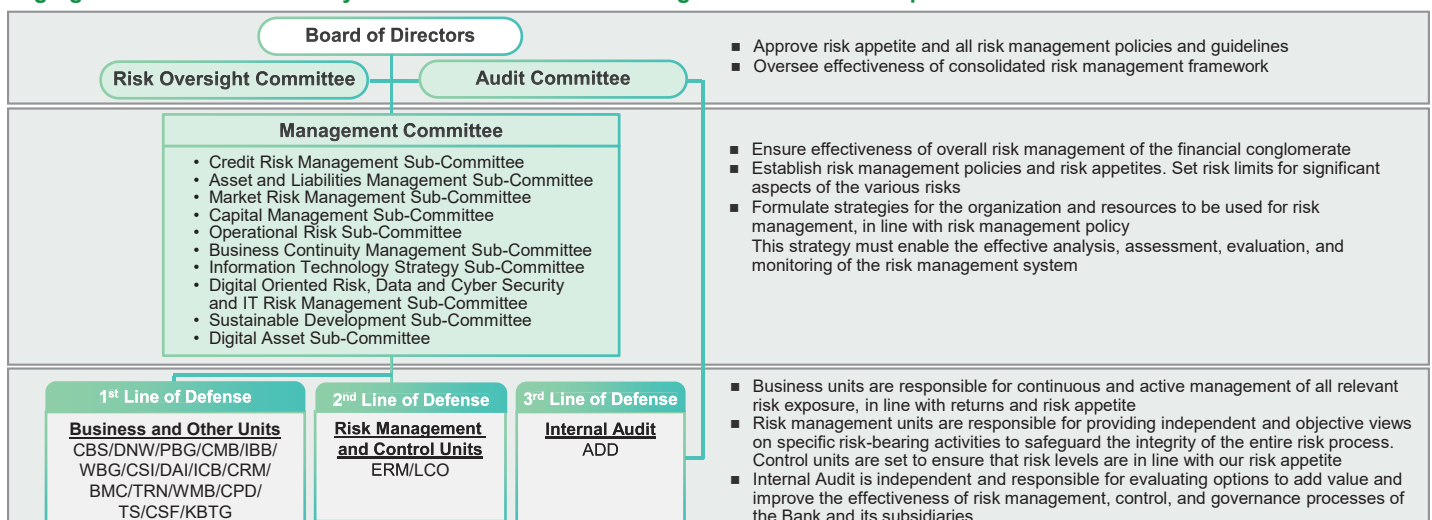 Board of Directors
Risk Oversight Committee
Audit Committee
■ Approve risk appetite and all risk management policies and guidelines
■ Oversee effectiveness of consolidated risk management framework
Management Committee
• Credit Risk Management Sub-Committee
• Asset and Liabilities Management Sub-Committee
• Market Risk Management Sub-Committee
• Capital Management Sub-Committee
• Operational Risk Sub-Committee
• Business Continuity Management Sub-Committee
• Information Technology Strategy Sub-Committee
• Digital Oriented Risk, Data and Cyber Security
and IT Risk Management Sub-Committee
• Sustainable Development Sub-Committee
• Digital Asset Sub-Committee
■ Ensure effectiveness of overall risk management of the financial conglomerate
■ Establish risk management policies and risk appetites. Set risk limits for significant
aspects of the various risks
■ Formulate strategies for the organization and resources to be used for risk
management, in line with risk management policy
This strategy must enable the effective analysis, assessment, evaluation, and
monitoring of the risk management system
1st Line of Defense
Business and Other Units
CBS/DNW/PBG/CMB/IBB/
WBG/CSI/DAI/ICB/CRM/
BMC/TRN/WMB/CPD/
TS/CSF/KBTG
2nd Line of Defense
Risk Management
and Control Units
ERM/LCO
3rd Line of Defense
Internal Audit
ADD
■ Business units are responsible for continuous and active management of all relevant
risk exposure, in line with returns and risk appetite
■ Risk management units are responsible for providing independent and objective views
on specific risk-bearing activities to safeguard the integrity of the entire risk process.
Control units are set to ensure that risk levels are in line with our risk appetite
■ Internal Audit is independent and responsible for evaluating options to add value and
improve the effectiveness of risk management, control, and governance processes of
the Bank and its subsidiaries